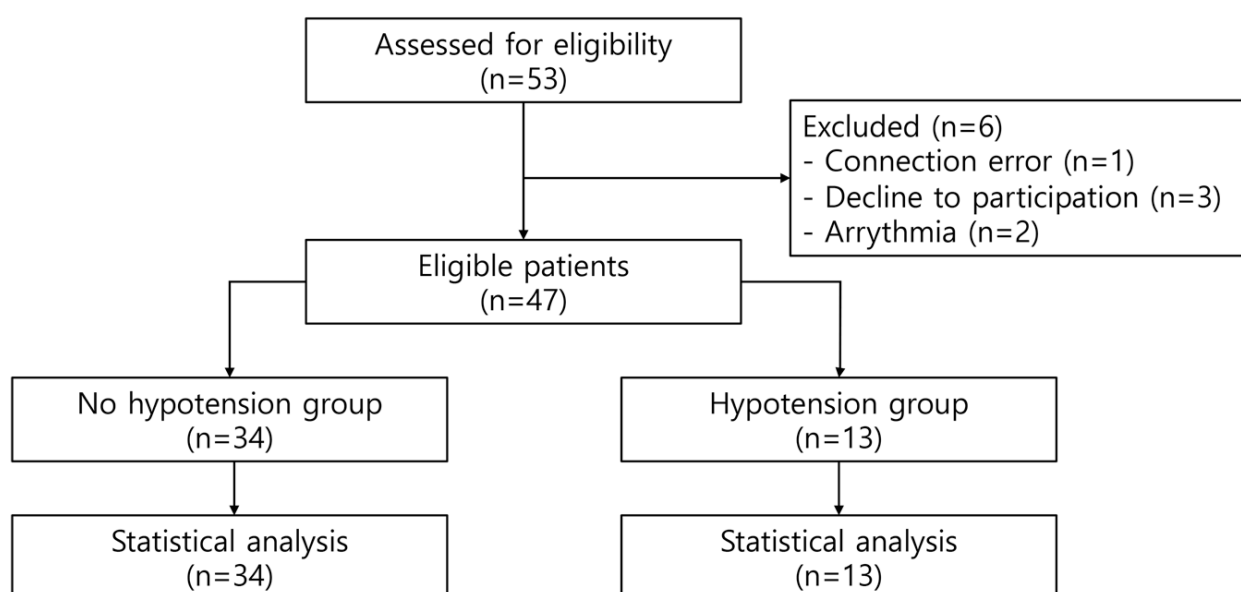 Assessed for eligibility
(n=53)
Excluded (n=6)
- Connection error (n=1)
- Decline to participation (n=3)
- Arrythmia (n=2)
Eligible patients
(n=47)
No hypotension group
(n=34)
Hypotension group
(n=13)
Statistical analysis
(n=34)
Statistical analysis
(n=13)